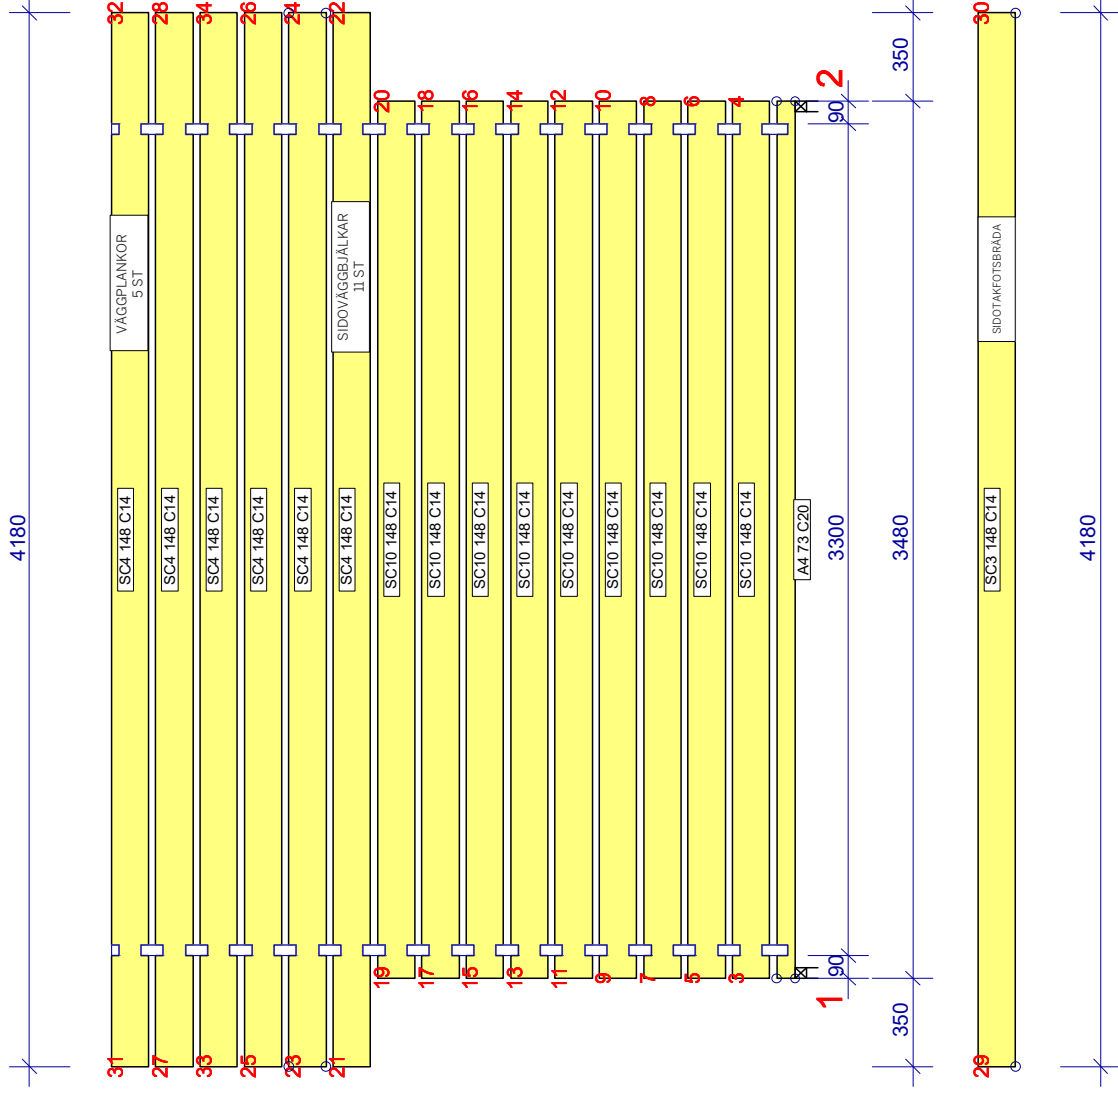 32
28
34
26
24
22
20
18
16
14
12
10
8
6
4
2
30
350
90
VÄGGPLANKOR
5 ST
SIDOVÄGGBJÄLKAR
11 ST
SIDOTAKFOTSBRÄDA
4180
SC4 148 C14
SC4 148 C14
SC4 148 C14
SC4 148 C14
SC4 148 C14
SC4 148 C14
SC10 148 C14
SC10 148 C14
SC10 148 C14
SC10 148 C14
SC10 148 C14
SC10 148 C14
SC10 148 C14
SC10 148 C14
SC10 148 C14
A4 73 C20
3300
3480
SC3 148 C14
4180
19
17
15
13
11
9
7
5
3
1
90
350
31
27
33
25
23
21
29